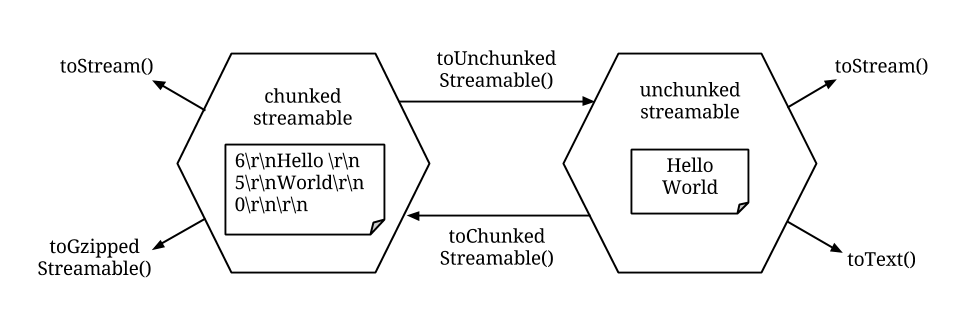 toStream()
chunked
streamable
6\r\nHello \r\n
5\r\nWorld\r\n
0\r\n\r\n
toGzipped
Streamable()
toUnchunked
Streamable()
toChunked
Streamable()
unchunked
streamable
Hello
World
toStream()
toText()